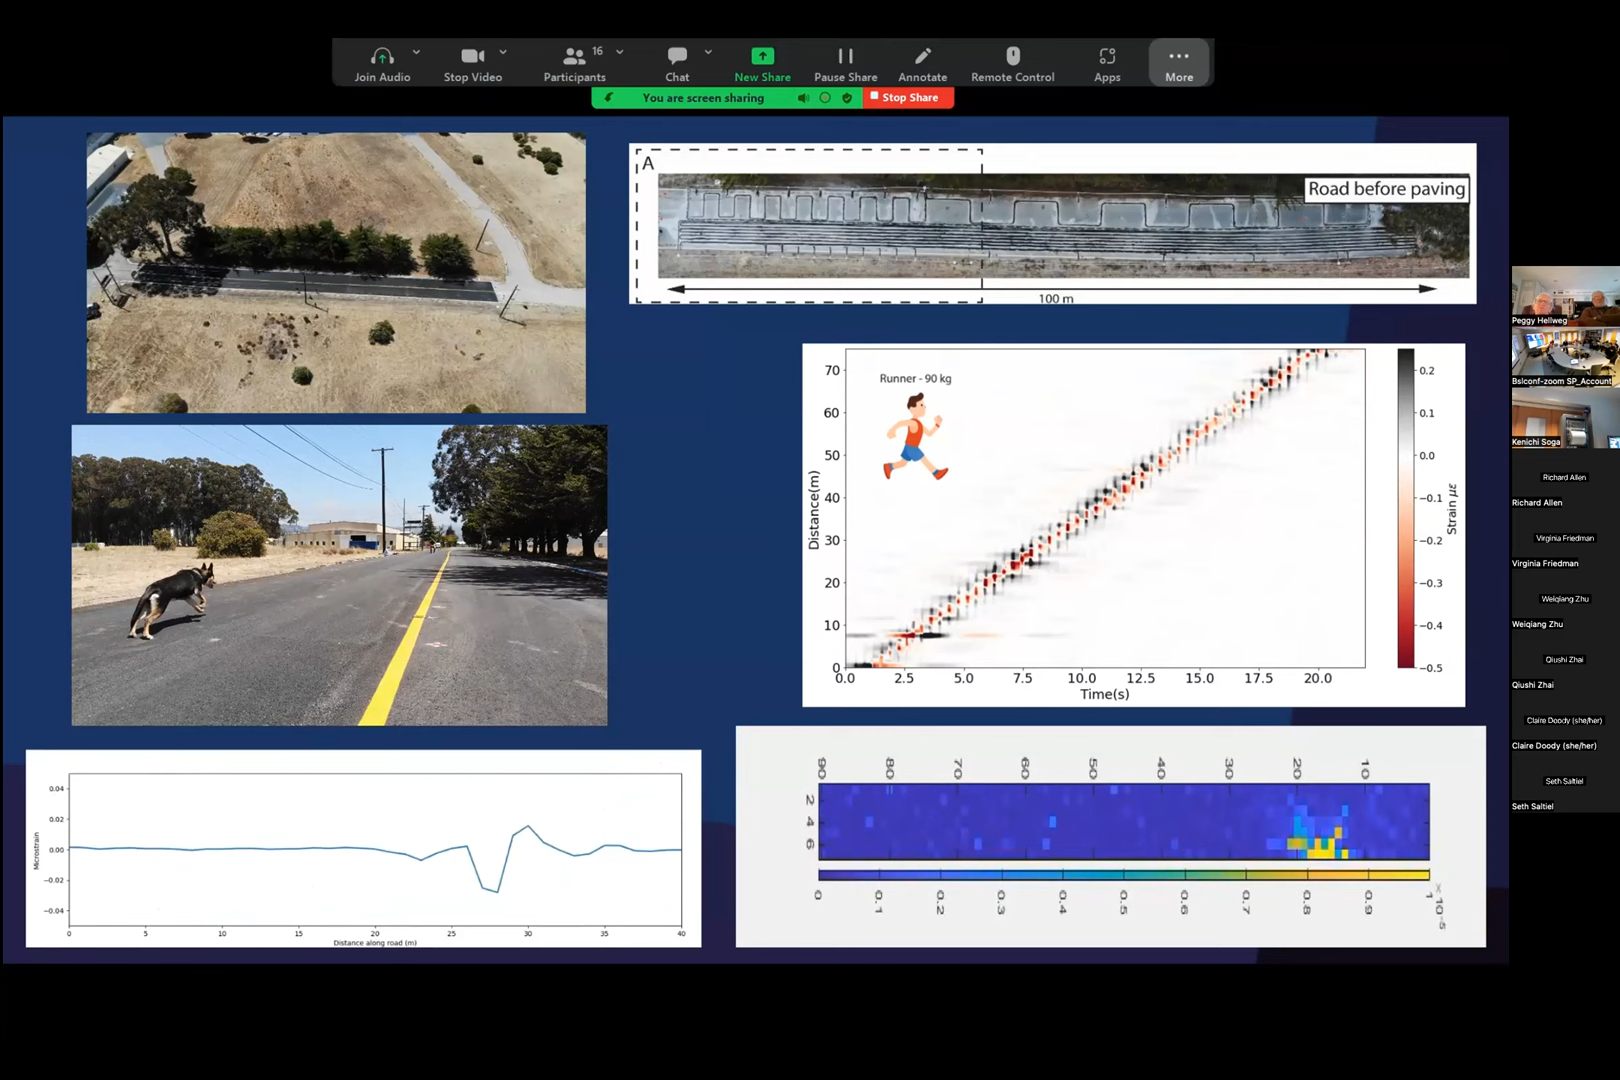 16
Join Audio
Stop Video
Participants
Chat
New Share
Pause Share
Annotate
Remote Control
Apps
More
You are screen sharing
Stop Share
A
Road before paving
100 m
Runner - 90 kg
70
60
50
40
30
20
10
0
Distance(m)
0.0 2.5 5.0 7.5 10.0 12.5 15.0 17.5 20.0
Time(s)
0.2
0.1
0.0
−0.1
−0.2
−0.3
−0.4
−0.5
Strain με
0.04
0.02
0.00
−0.02
−0.04
Microstrain
0 5 10 15 20 25 30 35 40
Distance along road (m)
90 80 70 60 50 40 30 20 10
2
4
6
0 0.1 0.2 0.3 0.4 0.5 0.6 0.7 0.8 0.9 1
×10-5
Peggy Hellweg
Bslconf-zoom SP_Account
Kenichi Soga
Richard Allen
Richard Allen
Virginia Friedman
Virginia Friedman
Weiqiang Zhu
Weiqiang Zhu
Qiushi Zhai
Qiushi Zhai
Claire Doody (she/her)
Claire Doody (she/her)
Seth Saltiel
Seth Saltiel